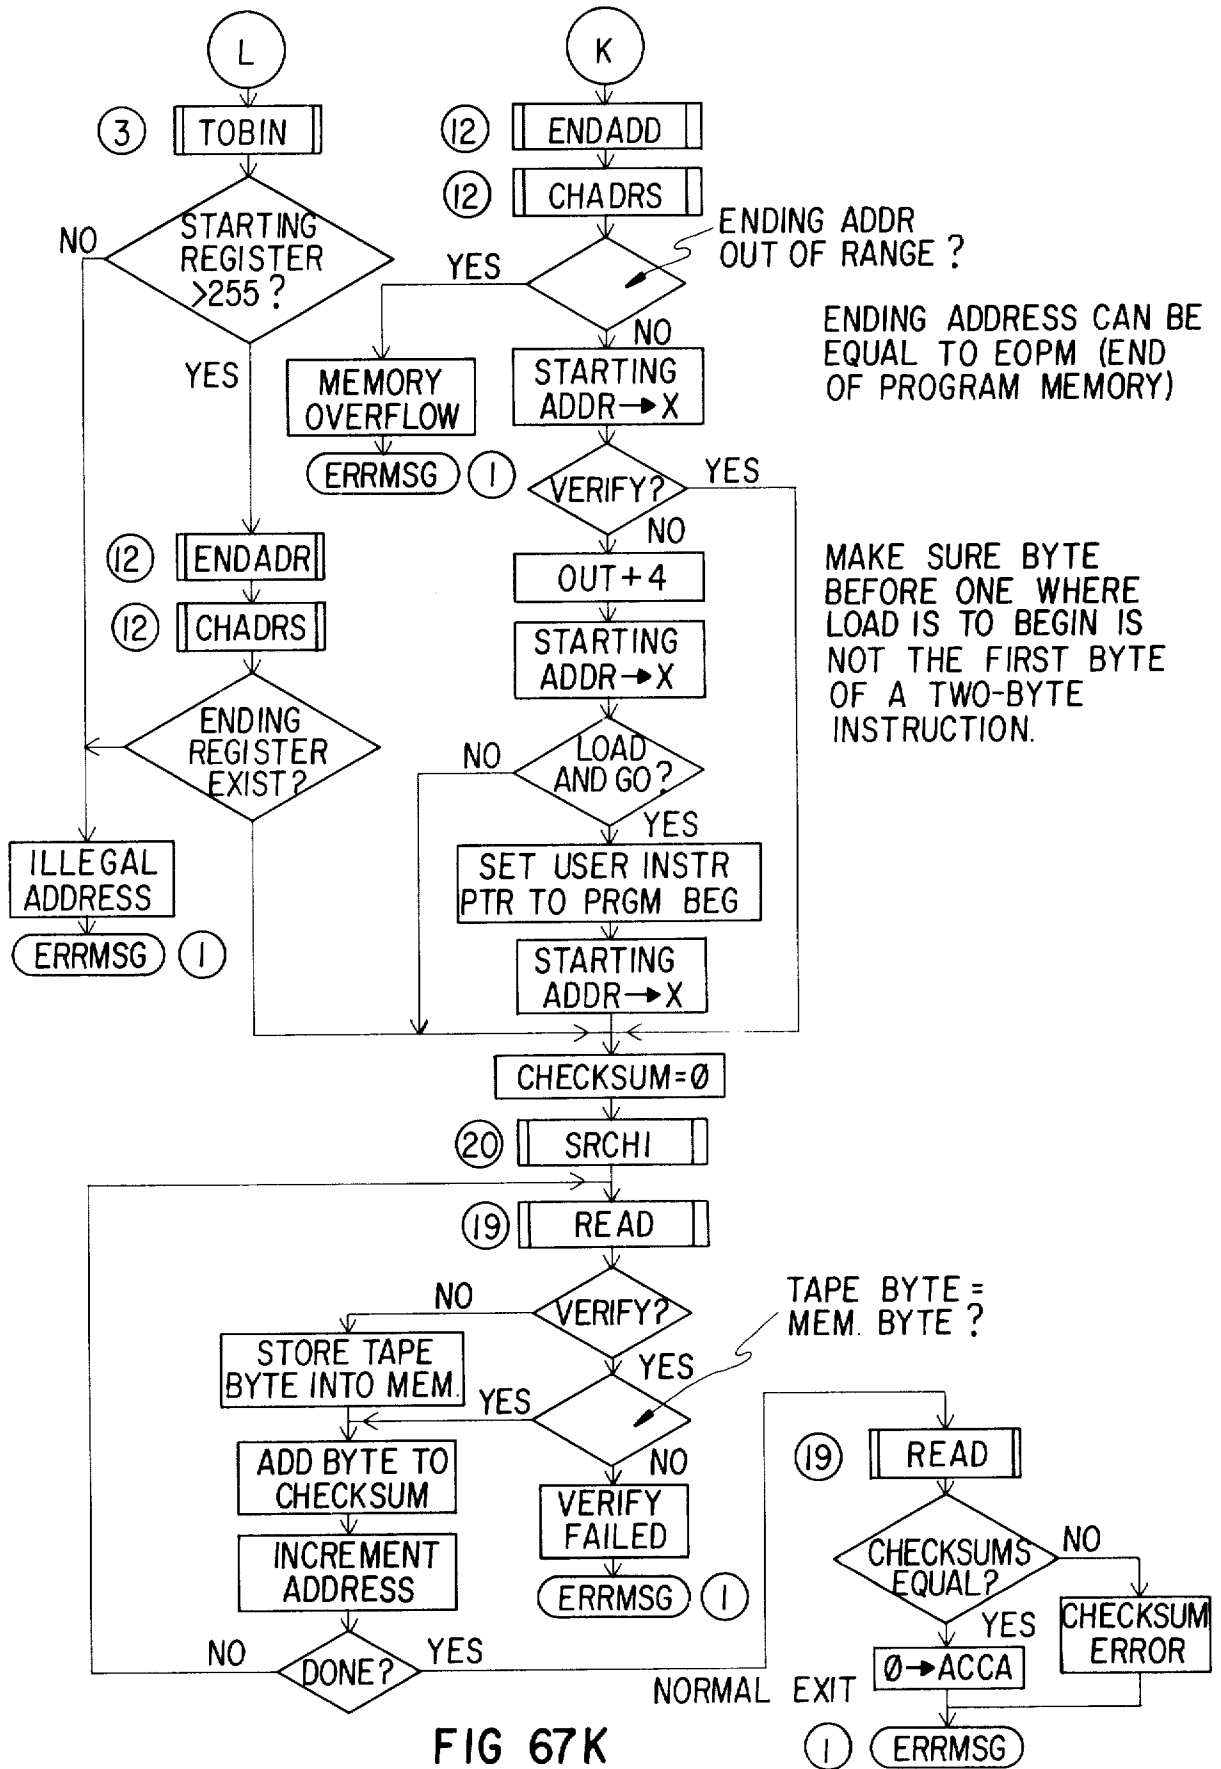 L
K
3
TOBIN
12
ENDADD
12
CHADRS
STARTING
REGISTER
>255?
NO
YES
ENDING ADDR
OUT OF RANGE ?
YES
NO
ENDING ADDRESS CAN BE
EQUAL TO EOPM (END
OF PROGRAM MEMORY)
MEMORY
OVERFLOW
ERRMSG
1
STARTING
ADDR→X
VERIFY?
YES
NO
12
ENDADR
12
CHADRS
OUT+4
STARTING
ADDR→X
MAKE SURE BYTE
BEFORE ONE WHERE
LOAD IS TO BEGIN IS
NOT THE FIRST BYTE
OF A TWO-BYTE
INSTRUCTION.
ENDING
REGISTER
EXIST?
NO
LOAD
AND GO?
YES
ILLEGAL
ADDRESS
ERRMSG
1
SET USER INSTR
PTR TO PRGM BEG
STARTING
ADDR→X
CHECKSUM=Ø
20
SRCHI
19
READ
NO
VERIFY?
YES
TAPE BYTE =
MEM. BYTE ?
STORE TAPE
BYTE INTO MEM.
YES
NO
ADD BYTE TO
CHECKSUM
VERIFY
FAILED
INCREMENT
ADDRESS
ERRMSG
1
NO
DONE?
YES
19
READ
CHECKSUMS
EQUAL?
NO
YES
CHECKSUM
ERROR
Ø→ACCA
NORMAL EXIT
1
ERRMSG
FIG 67K